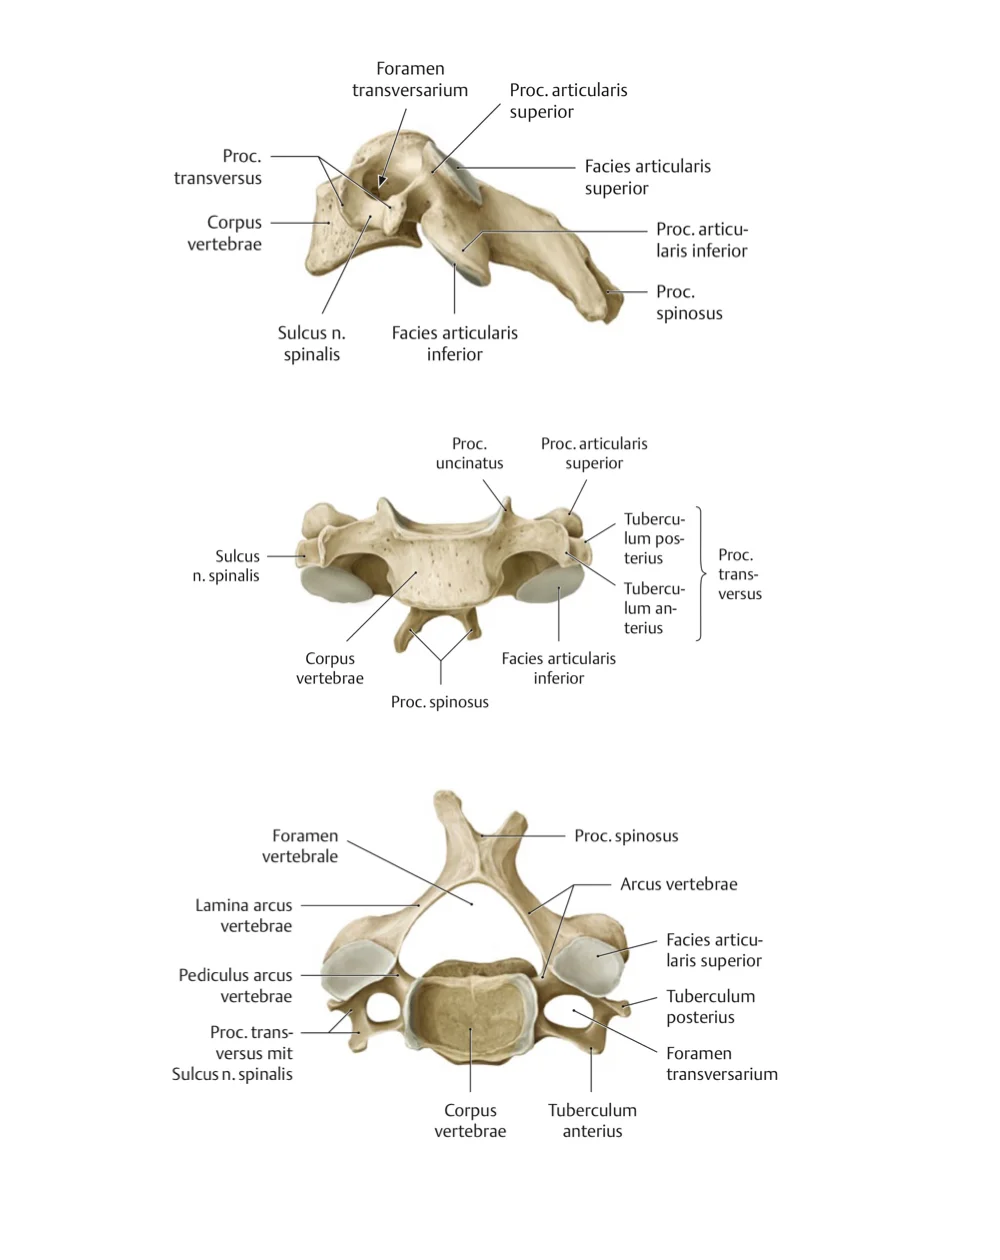 Foramen
transversarium
Proc. articularis
superior
Proc.
transversus
Facies articularis
superior
Corpus
vertebrae
Proc. articu-
laris inferior
Proc.
spinosus
Sulcus n.
spinalis
Facies articularis
inferior
Proc.
uncinatus
Proc. articularis
superior
Tubercu-
lum pos-
terius
Sulcus
n. spinalis
Proc.
trans-
versus
Tubercu-
lum an-
terius
Corpus
vertebrae
Facies articularis
inferior
Proc. spinosus
Foramen
vertebrale
Proc. spinosus
Arcus vertebrae
Lamina arcus
vertebrae
Facies articu-
laris superior
Pediculus arcus
vertebrae
Tuberculum
posterius
Proc. trans-
versus mit
Sulcus n. spinalis
Foramen
transversarium
Corpus
vertebrae
Tuberculum
anterius